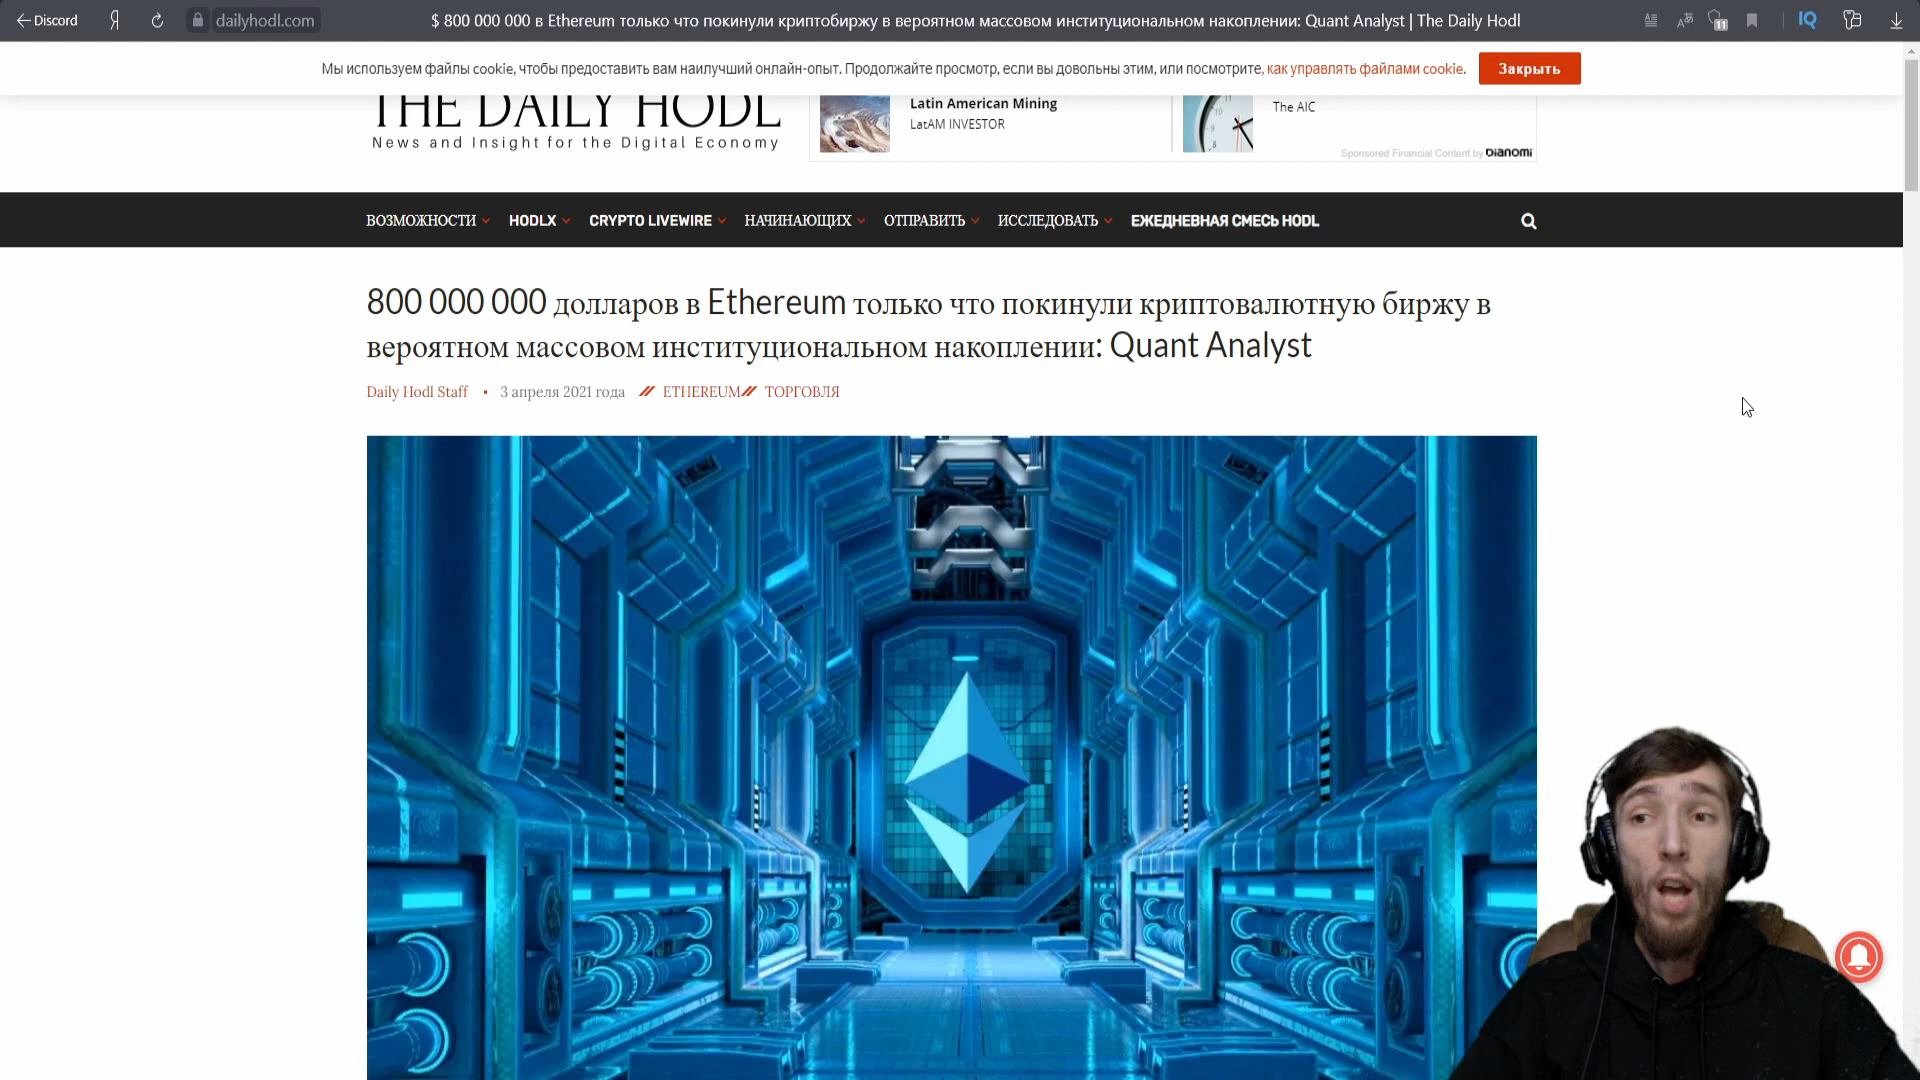 Discord
Я
dailyhodl.com
$ 800 000 000 в Ethereum только что покинули криптобиржу в вероятном массовом институциональном накоплении: Quant Analyst | The Daily Hodl
11
IQ
Мы используем файлы cookie, чтобы предоставить вам наилучший онлайн-опыт. Продолжайте просмотр, если вы довольны этим, или посмотрите, как управлять файлами cookie.
Закрыть
THE DAILY HODL
News and Insight for the Digital Economy
Latin American Mining
LatAM INVESTOR
The AIC
Sponsored Financial Content by DIANOMI
ВОЗМОЖНОСТИ HODLX CRYPTO LIVEWIRE НАЧИНАЮЩИХ ОТПРАВИТЬ ИССЛЕДОВАТЬ ЕЖЕДНЕВНАЯ СМЕСЬ HODL
800 000 000 долларов в Ethereum только что покинули криптовалютную биржу в
вероятном массовом институциональном накоплении: Quant Analyst
Daily Hodl Staff • 3 апреля 2021 года // ETHEREUM // ТОРГОВЛЯ